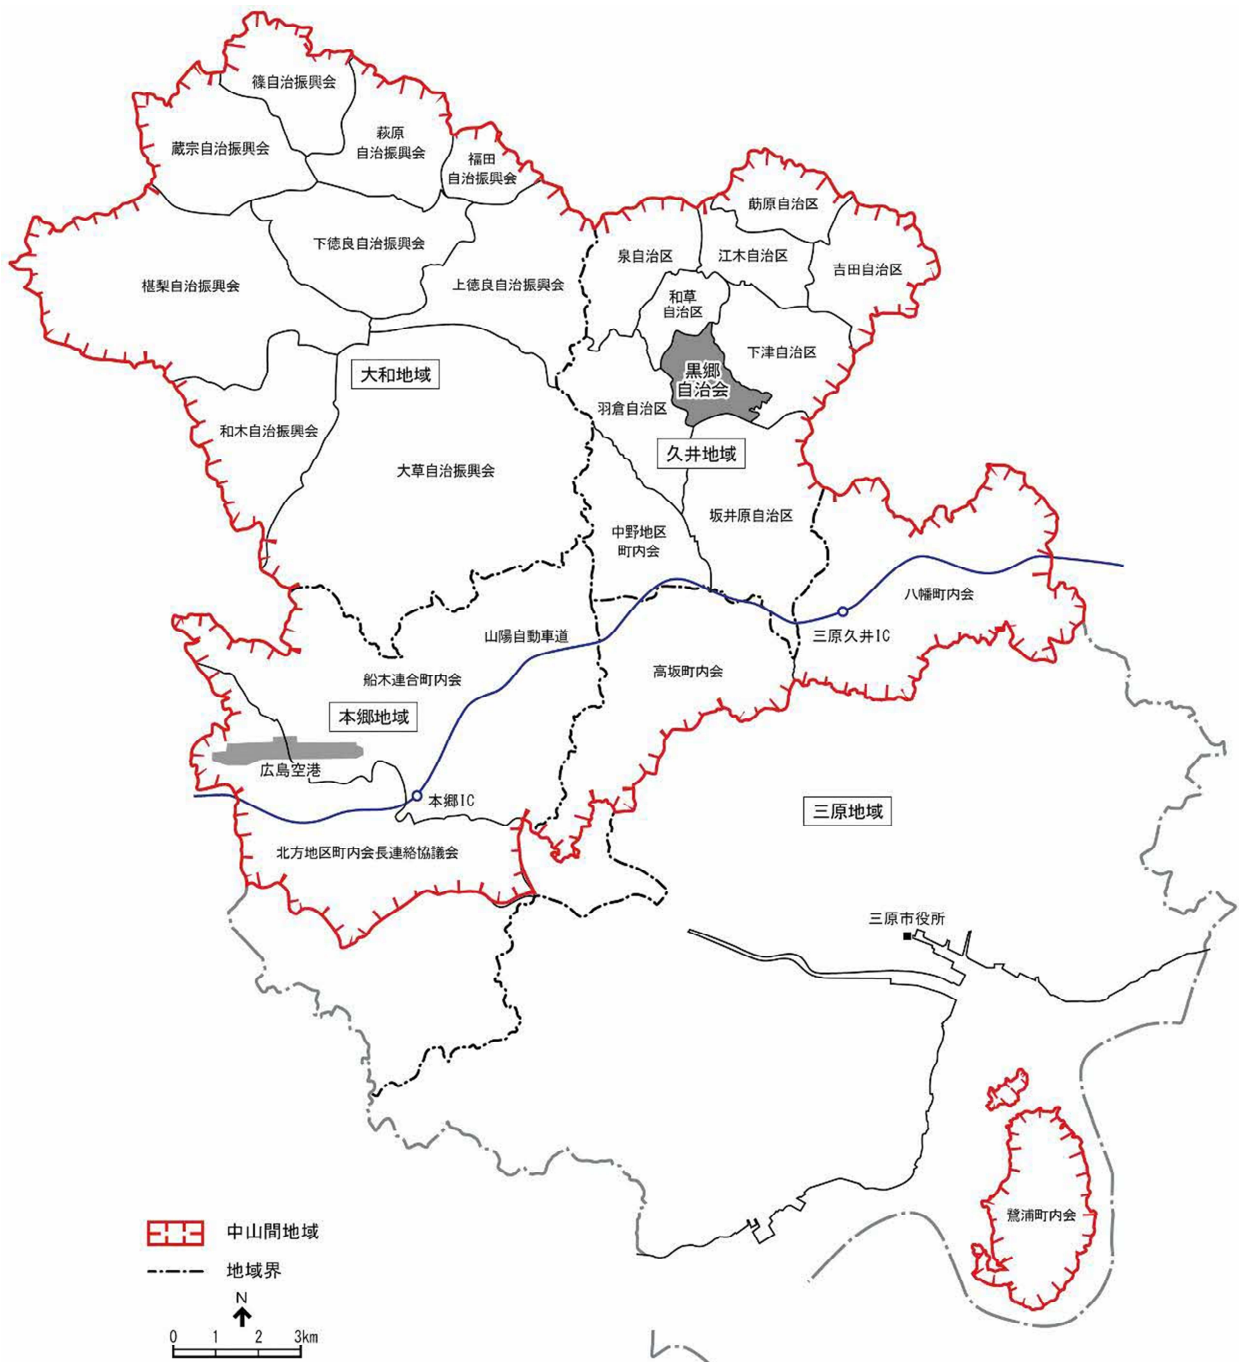 篠自治振興会
蔵宗自治振興会
萩原
自治振興会
福田
自治振興会
下徳良自治振興会
椹梨自治振興会
上徳良自治振興会
大和地域
和木自治振興会
大草自治振興会
莇原自治区
泉自治区
江木自治区
吉田自治区
和草
自治区
下津自治区
黒郷
自治会
羽倉自治区
久井地域
坂井原自治区
中野地区
町内会
八幡町内会
三原久井IC
山陽自動車道
高坂町内会
船木連合町内会
本郷地域
広島空港
本郷IC
北方地区町内会長連絡協議会
三原地域
三原市役所
鷺浦町内会
中山間地域
地域界
N
0 1 2 3km